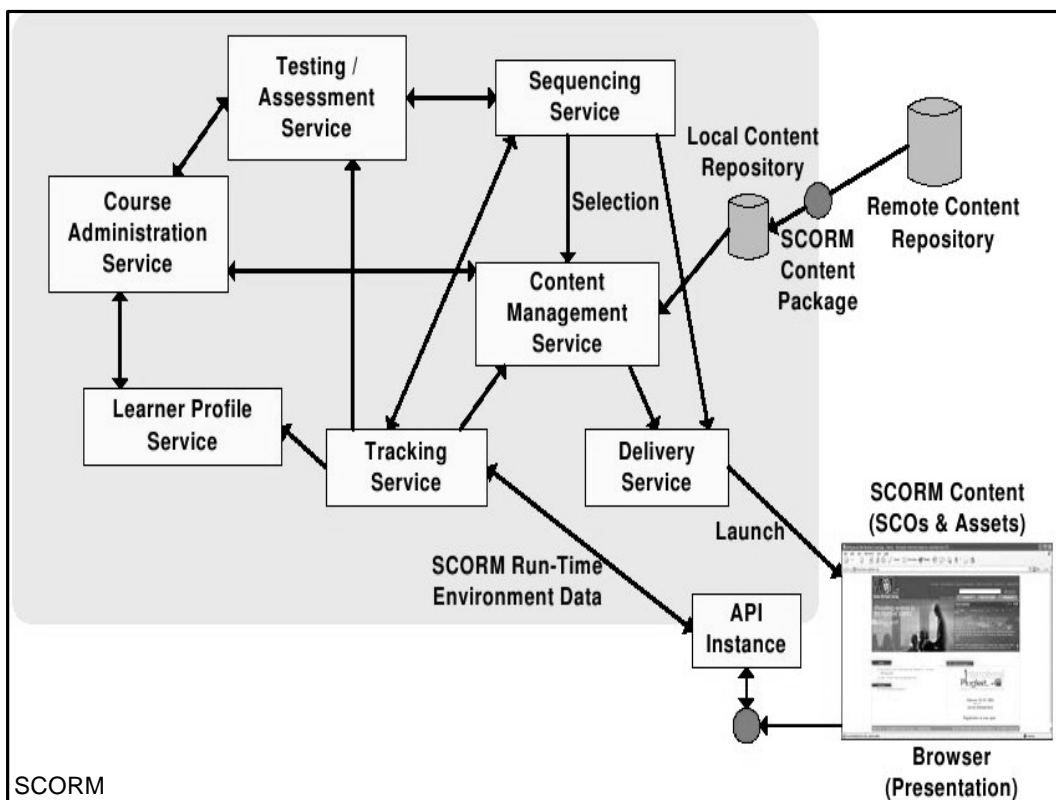 Testing /
Assessment
Service
Sequencing
Service
Local Content
Repository
Remote Content
Repository
Course
Administration
Service
Selection
SCORM
Content
Package
Content
Management
Service
Learner Profile
Service
Tracking
Service
Delivery
Service
Launch
SCORM Content
(SCOs & Assets)
SCORM Run-Time
Environment Data
API
Instance
Browser
(Presentation)
SCORM